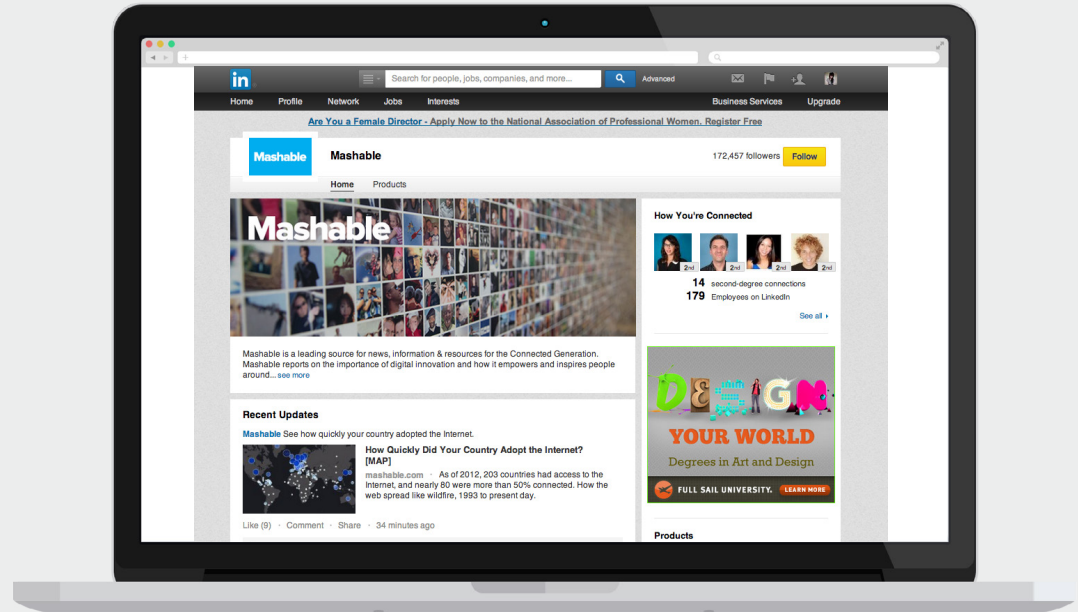 in
Search for people, jobs, companies, and more...
Advanced
Home Profile Network Jobs Interests
Business Services Upgrade
Are You a Female Director - Apply Now to the National Association of Professional Women. Register Free
Mashable
Mashable
172,457 followers
Follow
Home Products
Mashable
Mashable is a leading source for news, information & resources for the Connected Generation.
Mashable reports on the importance of digital innovation and how it empowers and inspires people
around... see more
Recent Updates
Mashable See how quickly your country adopted the Internet.
How Quickly Did Your Country Adopt the Internet?
[MAP]
mashable.com · As of 2012, 203 countries had access to the
Internet, and nearly 80 were more than 50% connected. How the
web spread like wildfire, 1993 to present day.
Like (9) · Comment · Share · 34 minutes ago
How You're Connected
2nd 2nd 2nd 2nd
14 second-degree connections
179 Employees on LinkedIn
See all
DESIGN
YOUR WORLD
Degrees in Art and Design
FULL SAIL UNIVERSITY.
LEARN MORE
Products